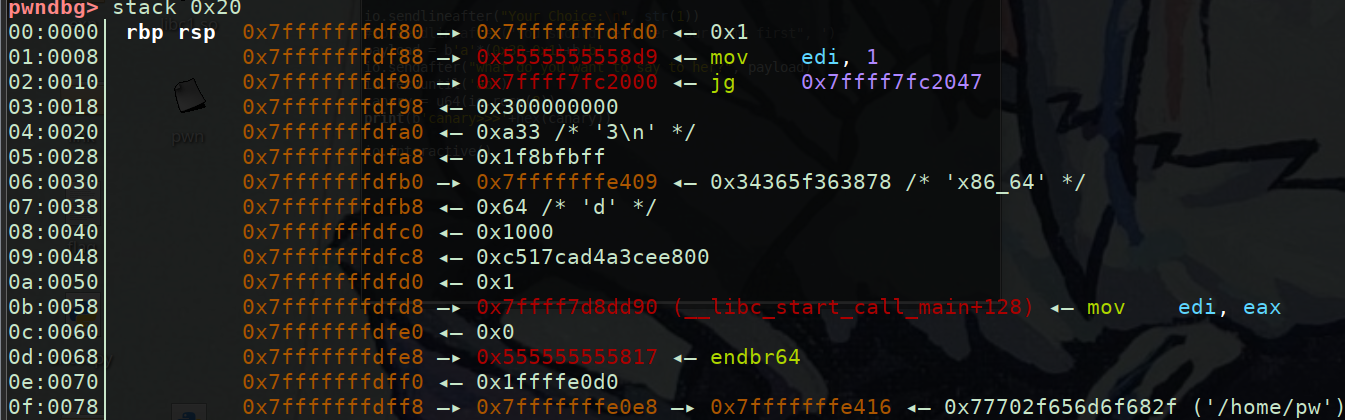 pwndbg> stack 0x20
00:0000│ rbp rsp 0x7fffffffdf80 —▸ 0x7fffffffdfd0 ◂— 0x1
01:0008│ 0x7fffffffdf88 —▸ 0x5555555558d9 ◂— mov edi, 1
02:0010│ 0x7fffffffdf90 —▸ 0x7ffff7fc2000 ◂— jg 0x7ffff7fc2047
03:0018│ 0x7fffffffdf98 ◂— 0x300000000
04:0020│ 0x7fffffffdfa0 ◂— 0xa33 /* '3\n' */
05:0028│ 0x7fffffffdfa8 ◂— 0x1f8bfbff
06:0030│ 0x7fffffffdfb0 —▸ 0x7fffffffe409 ◂— 0x34365f363878 /* 'x86_64' */
07:0038│ 0x7fffffffdfb8 ◂— 0x64 /* 'd' */
08:0040│ 0x7fffffffdfc0 ◂— 0x1000
09:0048│ 0x7fffffffdfc8 ◂— 0xc517cad4a3cee800
0a:0050│ 0x7fffffffdfd0 ◂— 0x1
0b:0058│ 0x7fffffffdfd8 —▸ 0x7ffff7d8dd90 (__libc_start_call_main+128) ◂— mov edi, eax
0c:0060│ 0x7fffffffdfe0 ◂— 0x0
0d:0068│ 0x7fffffffdfe8 —▸ 0x555555555817 ◂— endbr64
0e:0070│ 0x7fffffffdff0 ◂— 0x1ffffe0d0
0f:0078│ 0x7fffffffdff8 —▸ 0x7fffffffe0e8 —▸ 0x7fffffffe416 ◂— 0x77702f656d6f682f ('/home/pw')
pwn